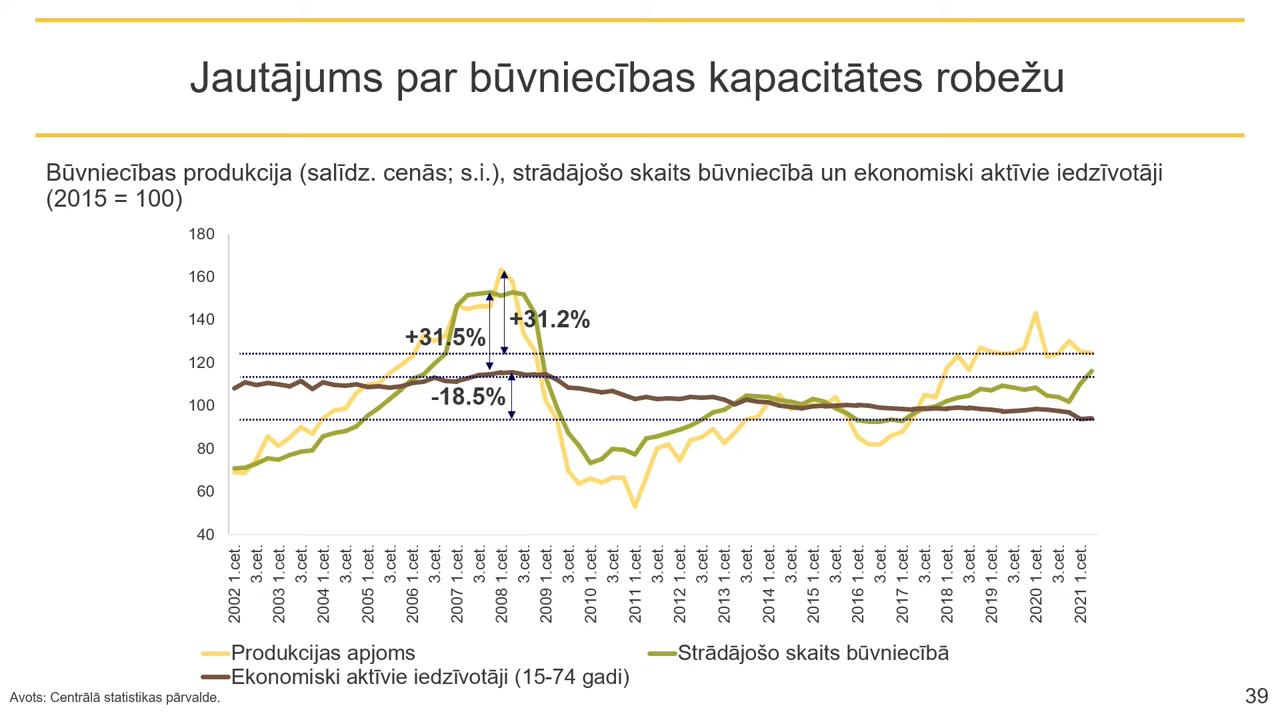 Jautājums par būvniecības kapacitātes robežu
Būvniecības produkcija (salīdz. cenās; s.i.), strādājošo skaits būvniecībā un ekonomiski aktīvie iedzīvotāji
(2015 = 100)
180
160
140
120
100
80
60
40
+31.5%
+31.2%
-18.5%
2002 1.cet.
3.cet.
2003 1.cet.
3.cet.
2004 1.cet.
3.cet.
2005 1.cet.
3.cet.
2006 1.cet.
3.cet.
2007 1.cet.
3.cet.
2008 1.cet.
3.cet.
2009 1.cet.
3.cet.
2010 1.cet.
3.cet.
2011 1.cet.
3.cet.
2012 1.cet.
3.cet.
2013 1.cet.
3.cet.
2014 1.cet.
3.cet.
2015 1.cet.
3.cet.
2016 1.cet.
3.cet.
2017 1.cet.
3.cet.
2018 1.cet.
3.cet.
2019 1.cet.
3.cet.
2020 1.cet.
3.cet.
2021 1.cet.
Produkcijas apjoms
Strādājošo skaits būvniecībā
Ekonomiski aktīvie iedzīvotāji (15-74 gadi)
Avots: Centrālā statistikas pārvalde.
39